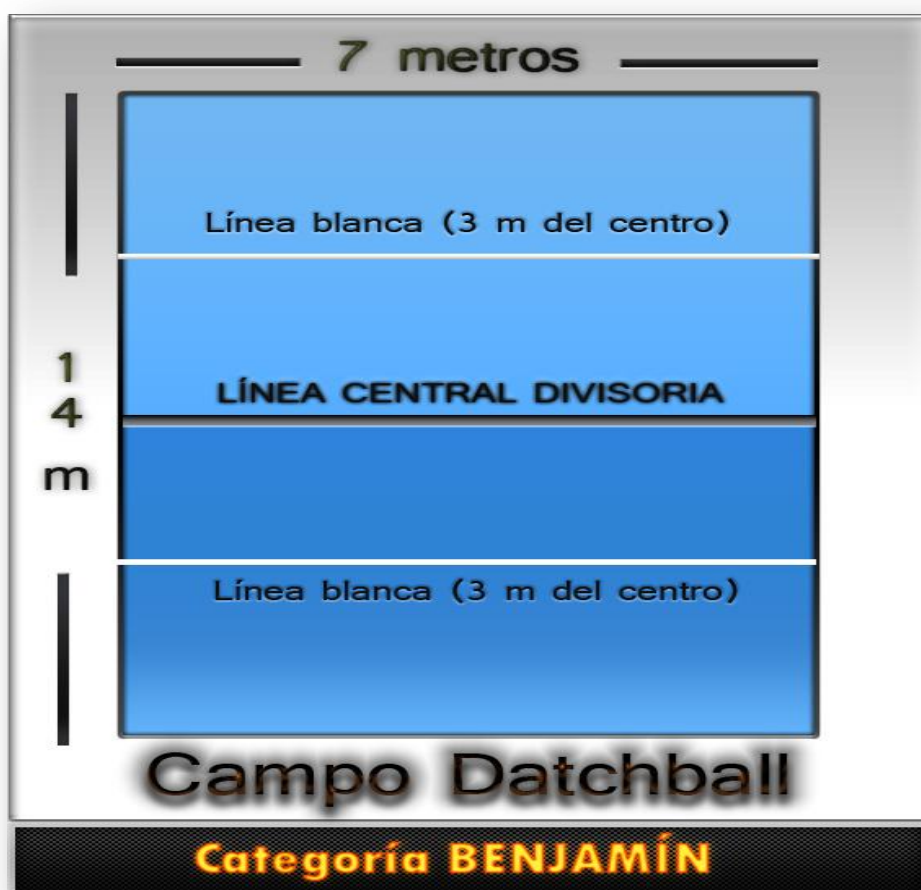 7 metros
Línea blanca (3 m del centro)
1
4
m
LÍNEA CENTRAL DIVISORIA
Línea blanca (3 m del centro)
Campo Datchball
Categoría BENJAMÍN